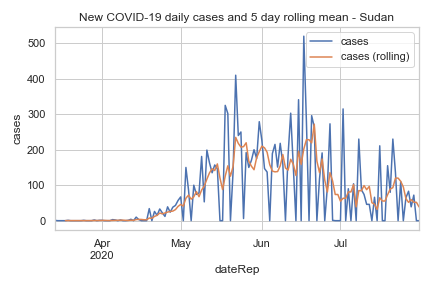 New COVID-19 daily cases and 5 day rolling mean - Sudan
cases
cases (rolling)
500
400
300
200
100
0
cases
Apr
2020
May
Jun
Jul
dateRep